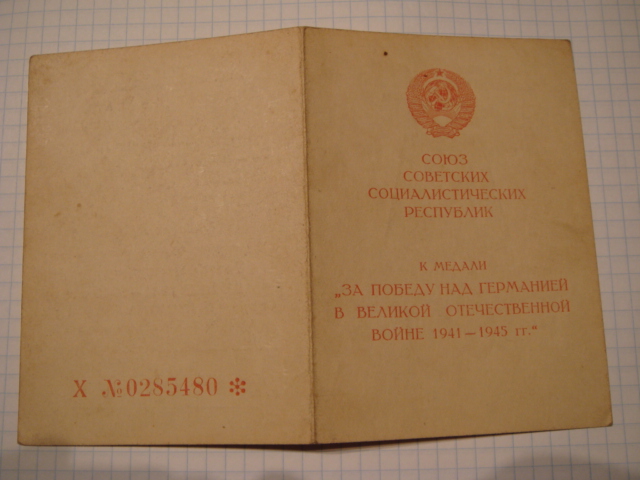 СОЮЗ
СОВЕТСКИХ
СОЦИАЛИСТИЧЕСКИХ
РЕСПУБЛИК
К МЕДАЛИ
„ЗА ПОБЕДУ НАД ГЕРМАНИЕЙ
В ВЕЛИКОЙ ОТЕЧЕСТВЕННОЙ
ВОЙНЕ 1941—1945 гг.“
Х №0285480 ✻